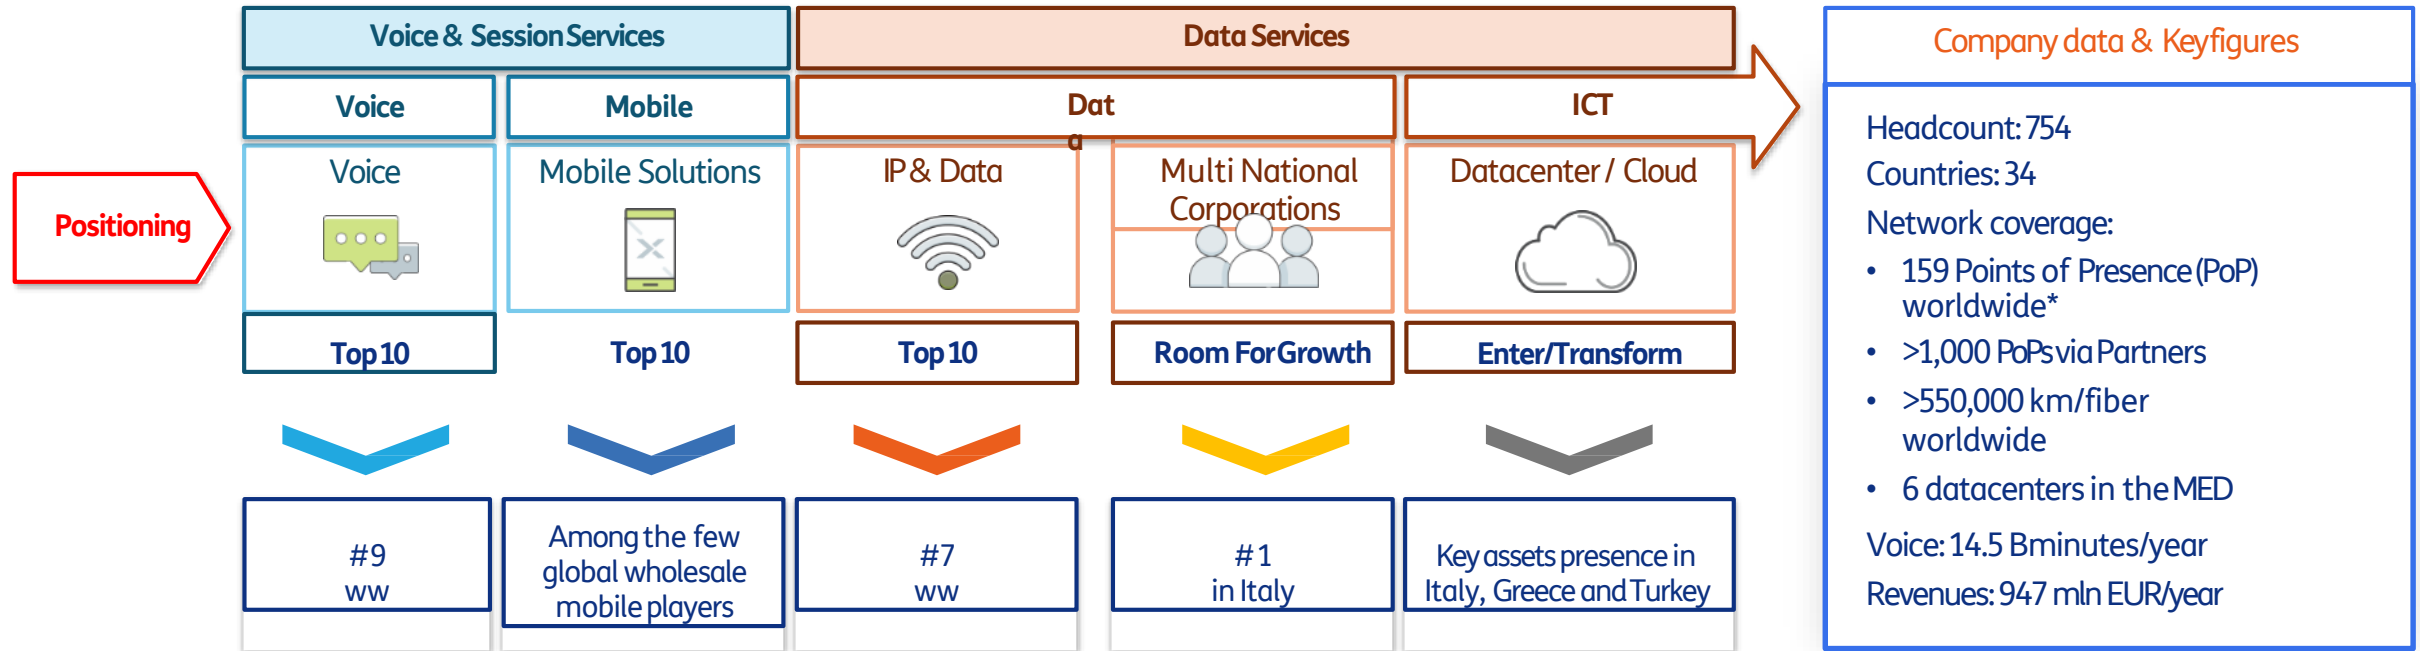 Voice & Session Services
Data Services
Voice
Mobile
Dat
a
ICT
Positioning
Voice
Mobile Solutions
IP & Data
Multi National
Corporations
Datacenter / Cloud
Top 10
Top 10
Top 10
Room For Growth
Enter/Transform
#9
ww
Among the few
global wholesale
mobile players
#7
ww
#1
in Italy
Key assets presence in
Italy, Greece and Turkey
Company data & Key figures
Headcount: 754
Countries: 34
Network coverage:
• 159 Points of Presence (PoP)
worldwide*
• >1,000 PoPs via Partners
• >550,000 km/fiber
worldwide
• 6 datacenters in the MED
Voice: 14.5 Bminutes/year
Revenues: 947 mln EUR/year